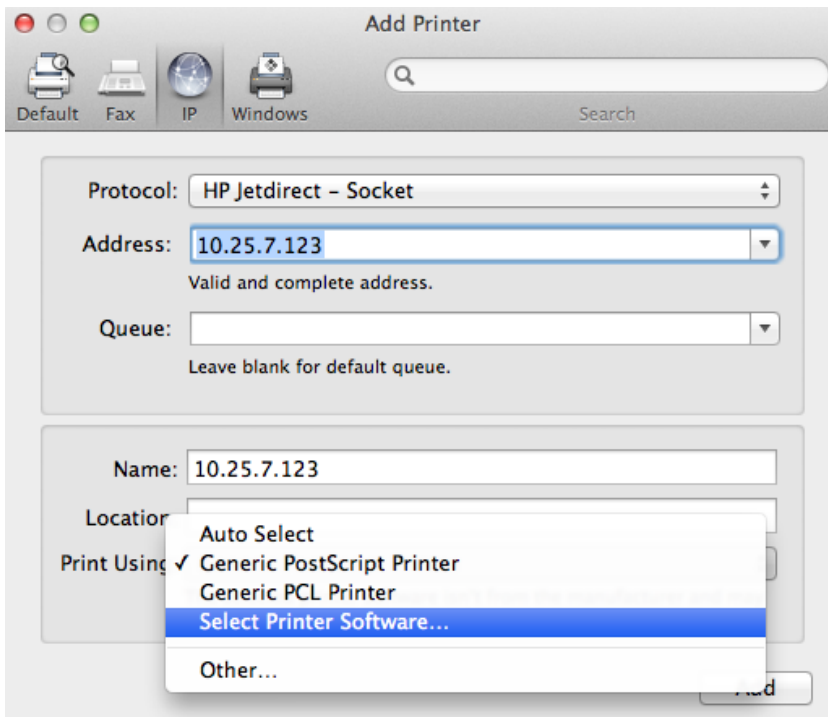 Add Printer
Default Fax IP Windows Search
Protocol: HP Jetdirect – Socket
Address: 10.25.7.123
Valid and complete address.
Queue:
Leave blank for default queue.
Name: 10.25.7.123
Location
Auto Select
Print Using ✓ Generic PostScript Printer
Generic PCL Printer
Select Printer Software...
Other...
Add